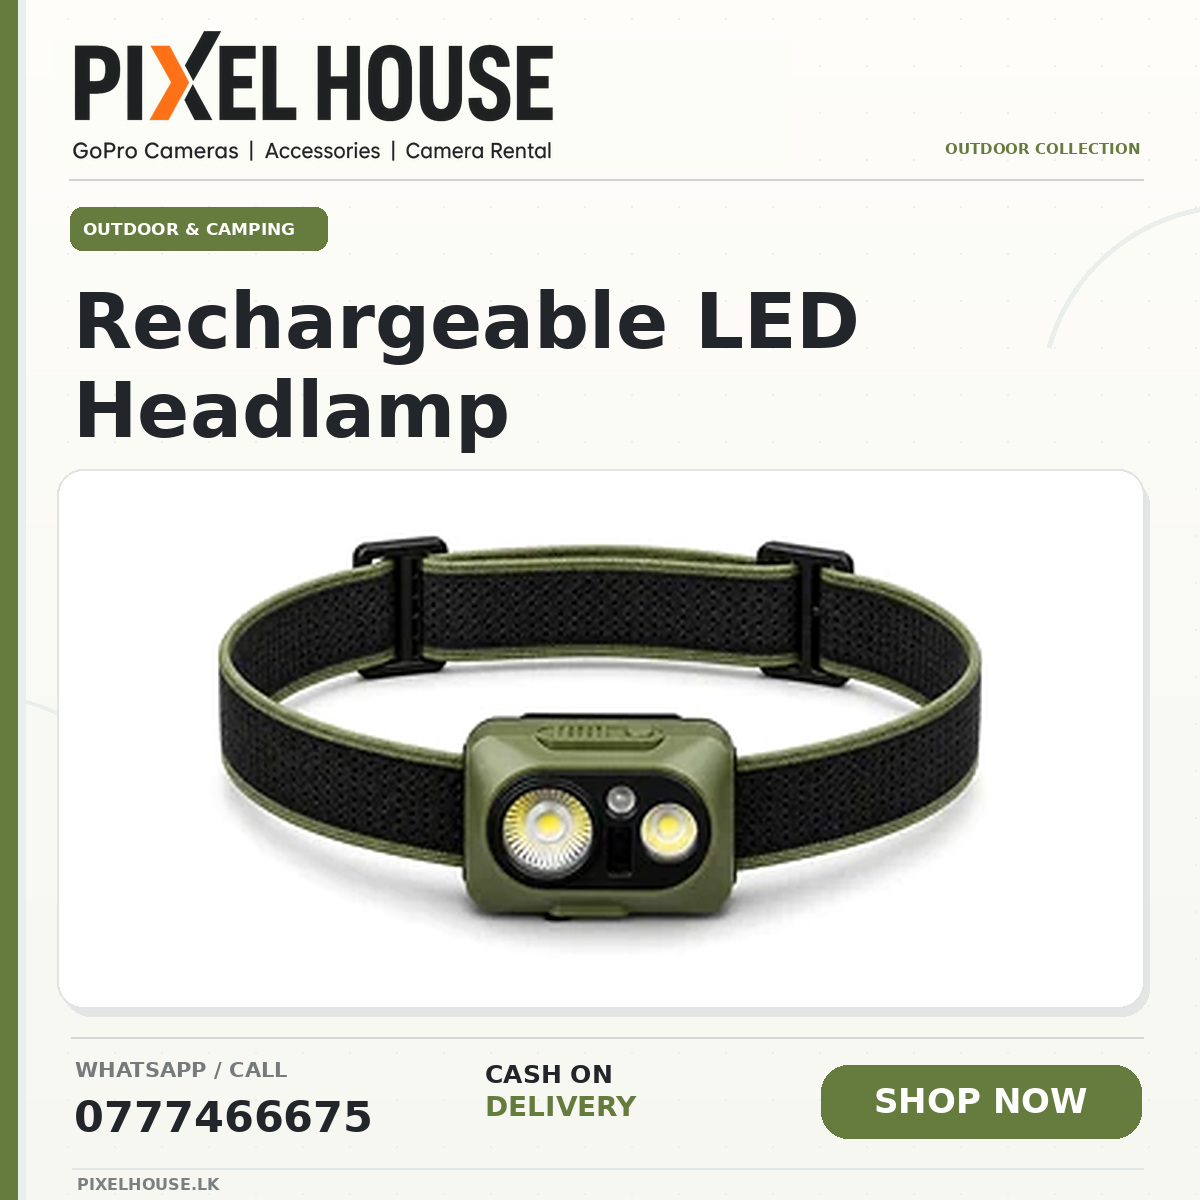 PIXEL HOUSE
GoPro Cameras | Accessories | Camera Rental
OUTDOOR COLLECTION
OUTDOOR & CAMPING
Rechargeable LED
Headlamp
WHATSAPP / CALL
0777466675
CASH ON
DELIVERY
SHOP NOW
PIXELHOUSE.LK